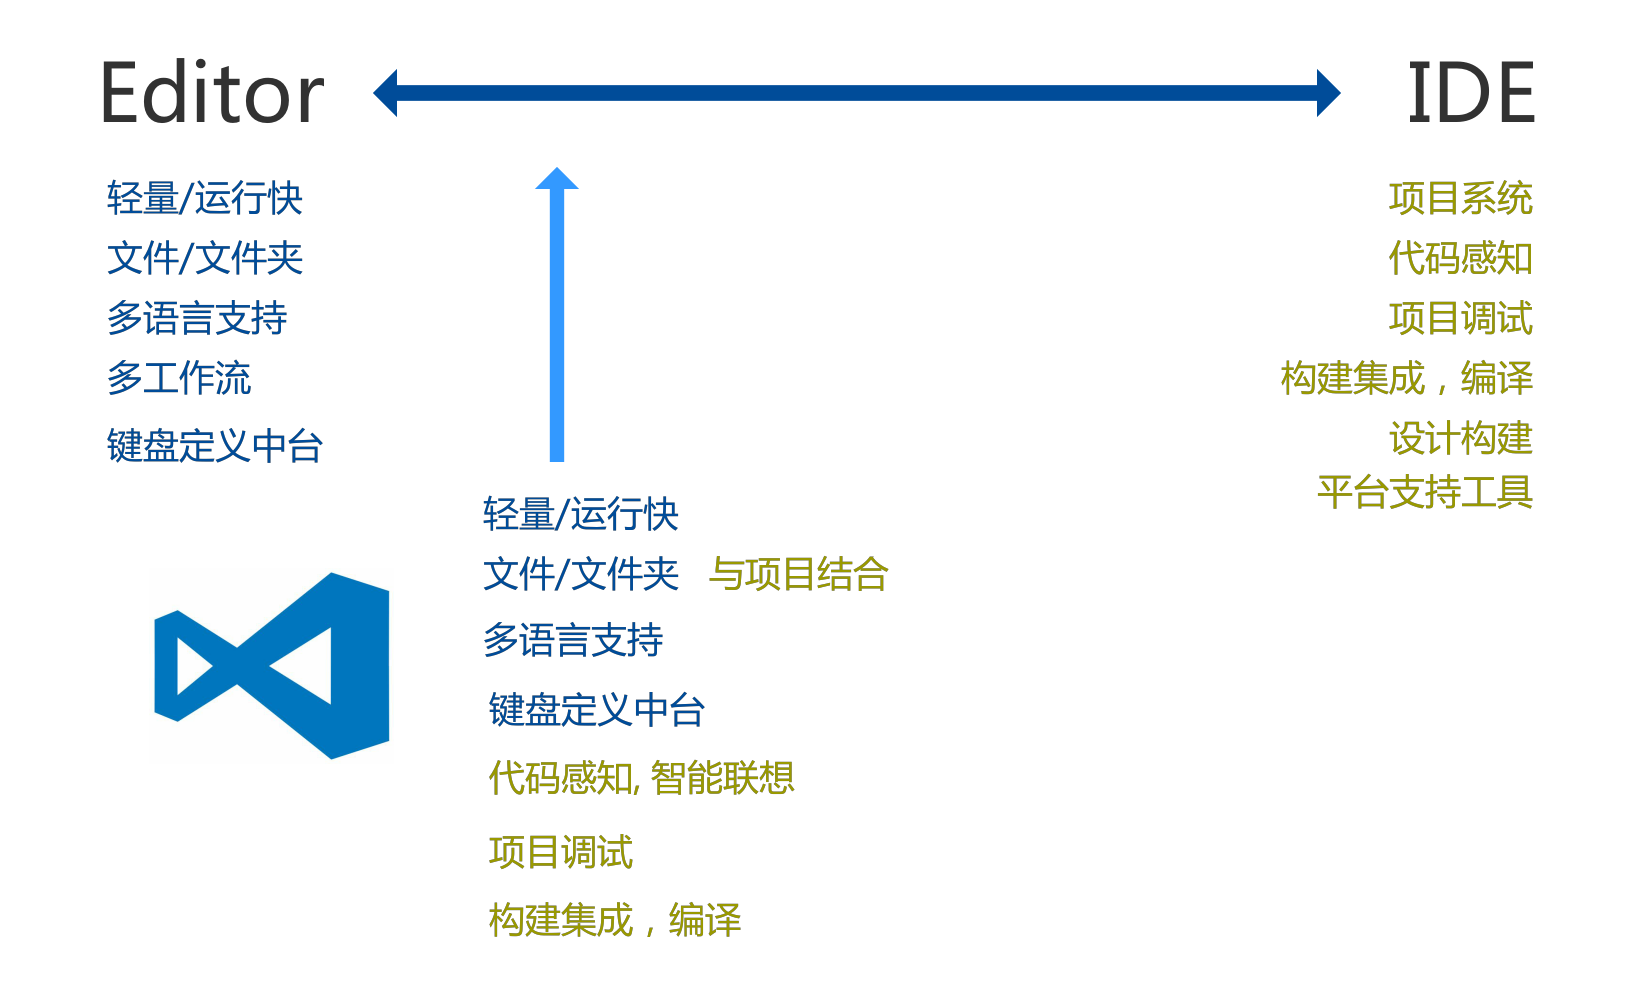 Editor
IDE
轻量/运行快
文件/文件夹
多语言支持
多工作流
键盘定义中台
项目系统
代码感知
项目调试
构建集成，编译
设计构建
平台支持工具
轻量/运行快
文件/文件夹 与项目结合
多语言支持
键盘定义中台
代码感知, 智能联想
项目调试
构建集成，编译